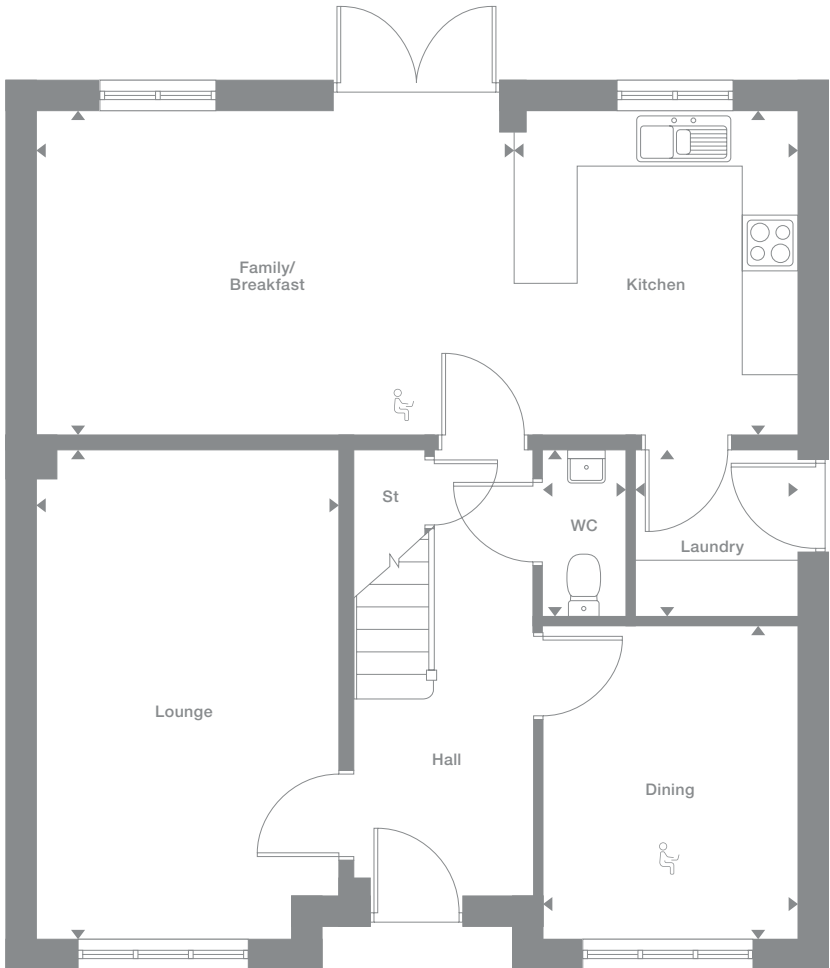 Family/
Breakfast
Kitchen
St
WC
Laundry
Lounge
Hall
Dining